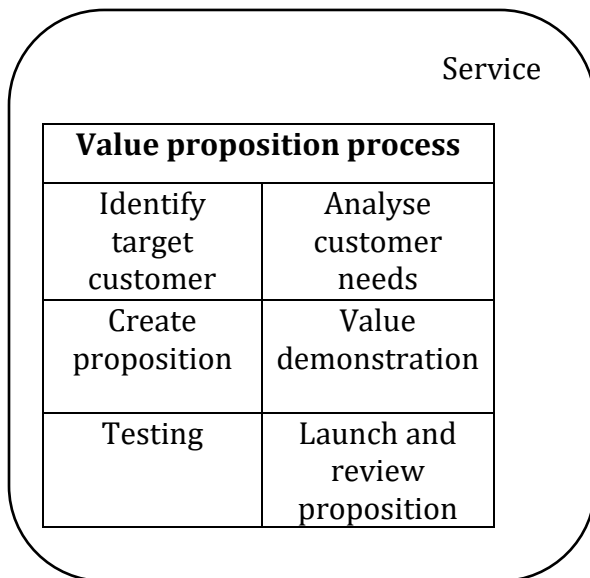 Service
Value proposition process
Identify
target
customer
Analyse
customer
needs
Create
proposition
Value
demonstration
Testing
Launch and
review
proposition